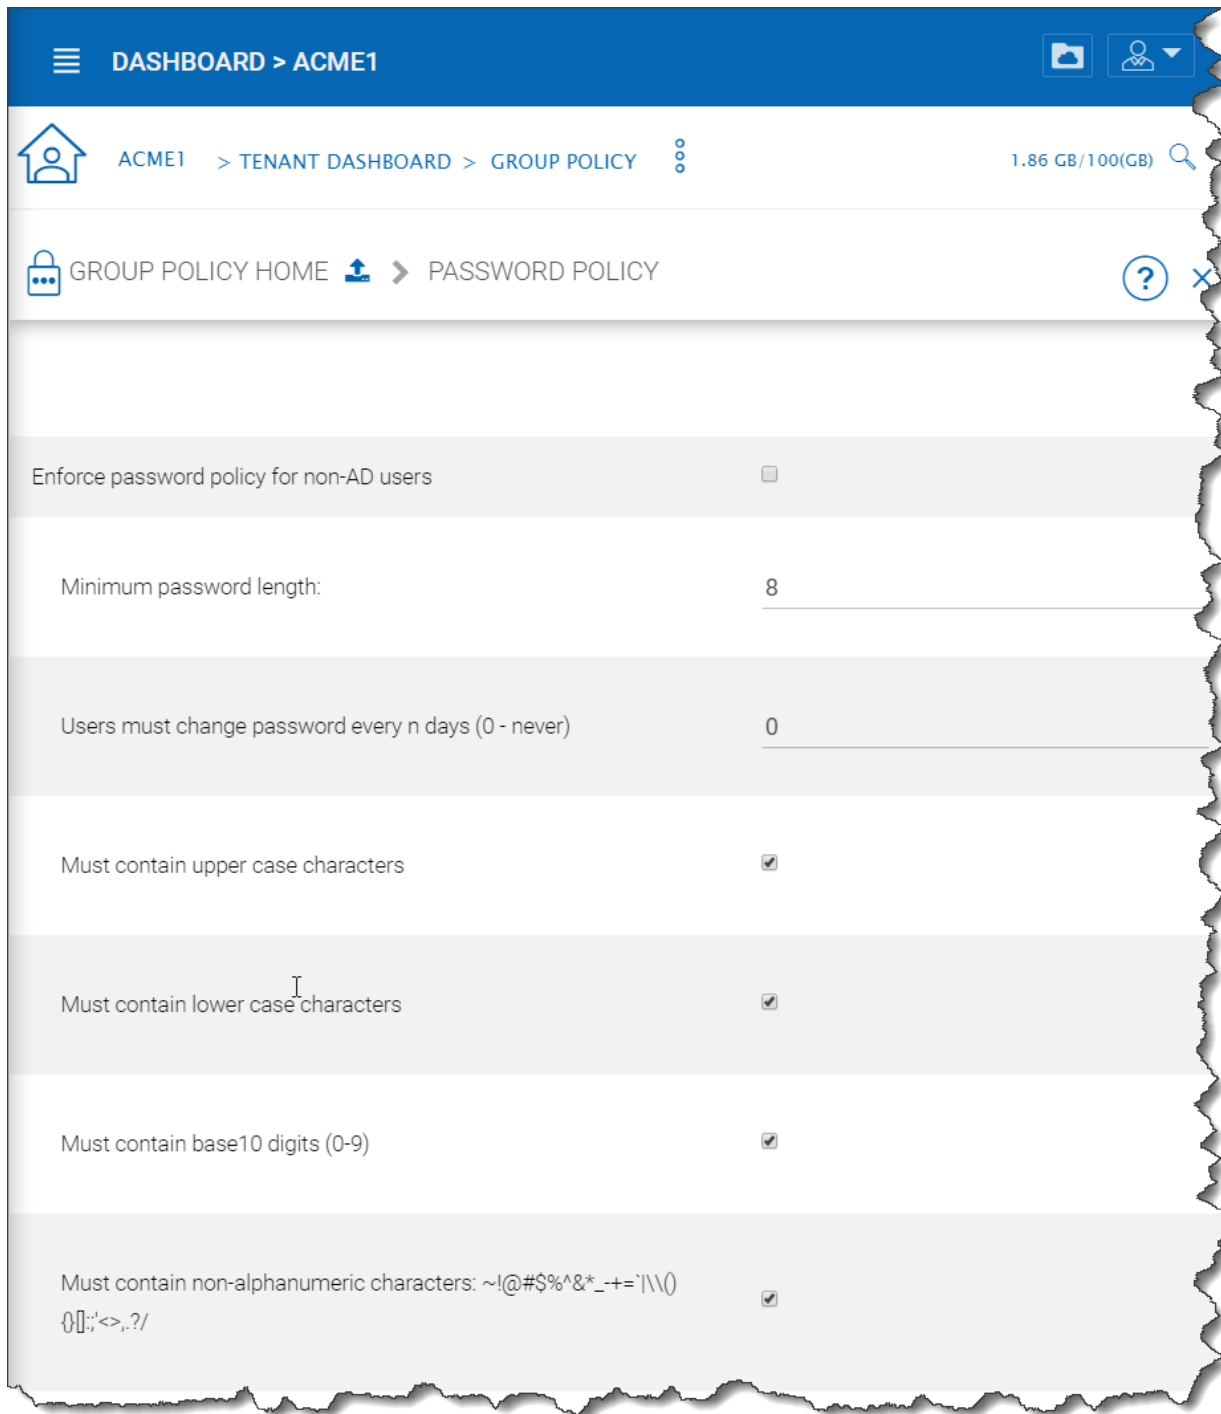 DASHBOARD > ACME1
ACME1 > TENANT DASHBOARD > GROUP POLICY 1.86 GB/100(GB)
GROUP POLICY HOME > PASSWORD POLICY ?
Enforce password policy for non-AD users
Minimum password length: 8
Users must change password every n days (0 - never) 0
Must contain upper case characters
Must contain lower case characters
Must contain base10 digits (0-9)
Must contain non-alphanumeric characters: ~!@#$%^&*_-+=`|\\()
{}[]:;'<>,.?/